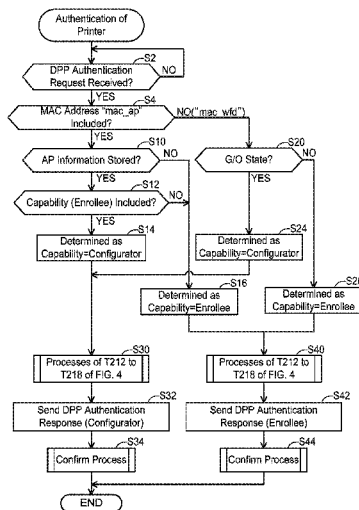 Authentication of
Printer
S2
DPP Authentication
Request Received?
NO
YES
S4
MAC Address "mac_ap"
Included?
NO("mac_wfd")
YES
S10
AP Information Stored?
NO
S20
G/O State?
NO
YES
S12
Capability (Enrollee) Included?
NO
YES
YES
S14
Determined as
Capability=Configurator
S24
Determined as
Capability=Configurator
S16
Determined as
Capability=Enrollee
Determined as
Capability=Enrollee
S30
Processes of T212 to
T218 of FIG. 4
S40
Processes of T212 to
T218 of FIG. 4
S32
Send DPP Authentication
Response (Configurator)
S42
Send DPP Authentication
Response (Enrollee)
S34
Confirm Process
S44
Confirm Process
END